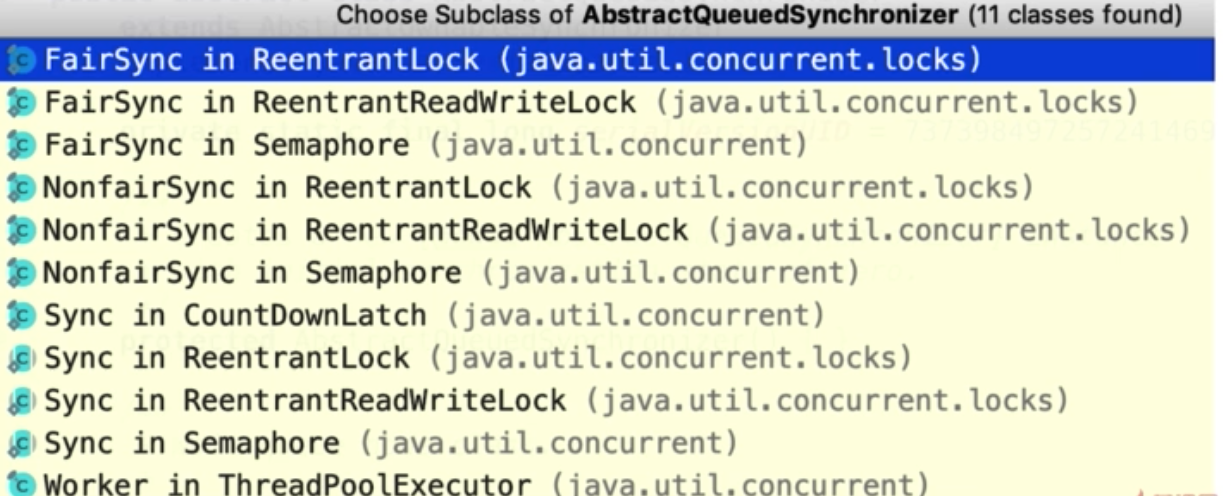 Choose Subclass of AbstractQueuedSynchronizer (11 classes found)
FairSync in ReentrantLock (java.util.concurrent.locks)
FairSync in ReentrantReadWriteLock (java.util.concurrent.locks)
FairSync in Semaphore (java.util.concurrent)
NonfairSync in ReentrantLock (java.util.concurrent.locks)
NonfairSync in ReentrantReadWriteLock (java.util.concurrent.locks)
NonfairSync in Semaphore (java.util.concurrent)
Sync in CountDownLatch (java.util.concurrent)
Sync in ReentrantLock (java.util.concurrent.locks)
Sync in ReentrantReadWriteLock (java.util.concurrent.locks)
Sync in Semaphore (java.util.concurrent)
Worker in ThreadPoolExecutor (java.util.concurrent)